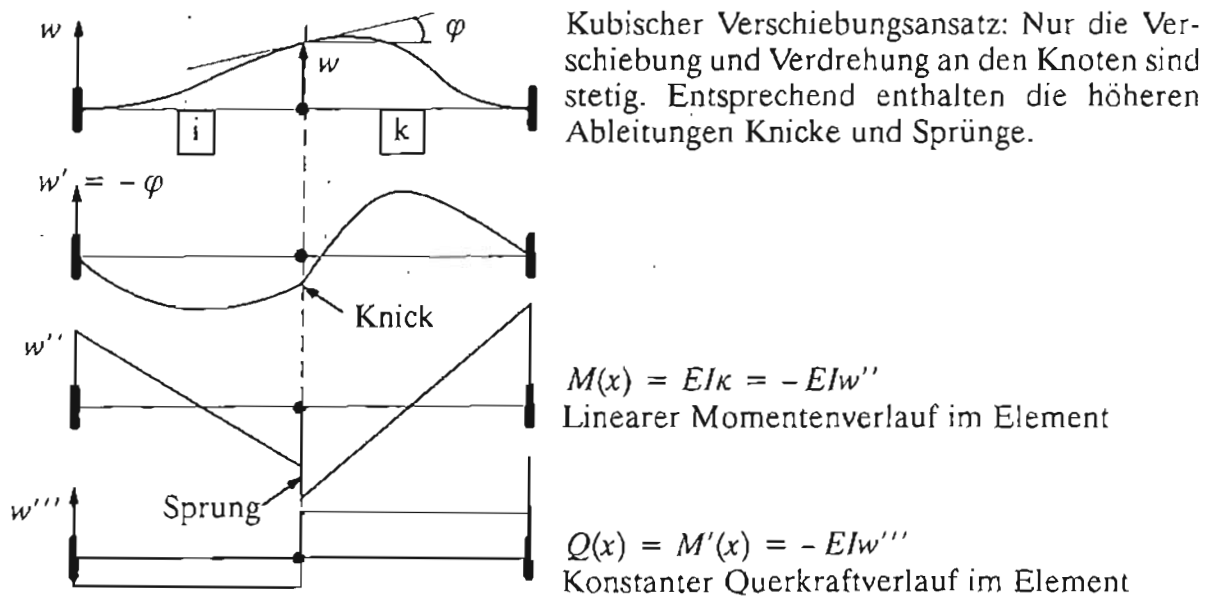 w
φ
w
i
k
Kubischer Verschiebungsansatz: Nur die Ver-
schiebung und Verdrehung an den Knoten sind
stetig. Entsprechend enthalten die höheren
Ableitungen Knicke und Sprünge.
w' = - φ
Knick
w''
M(x) = EIκ = - EIw''
Linearer Momentenverlauf im Element
Sprung
w'''
Q(x) = M'(x) = - EIw'''
Konstanter Querkraftverlauf im Element